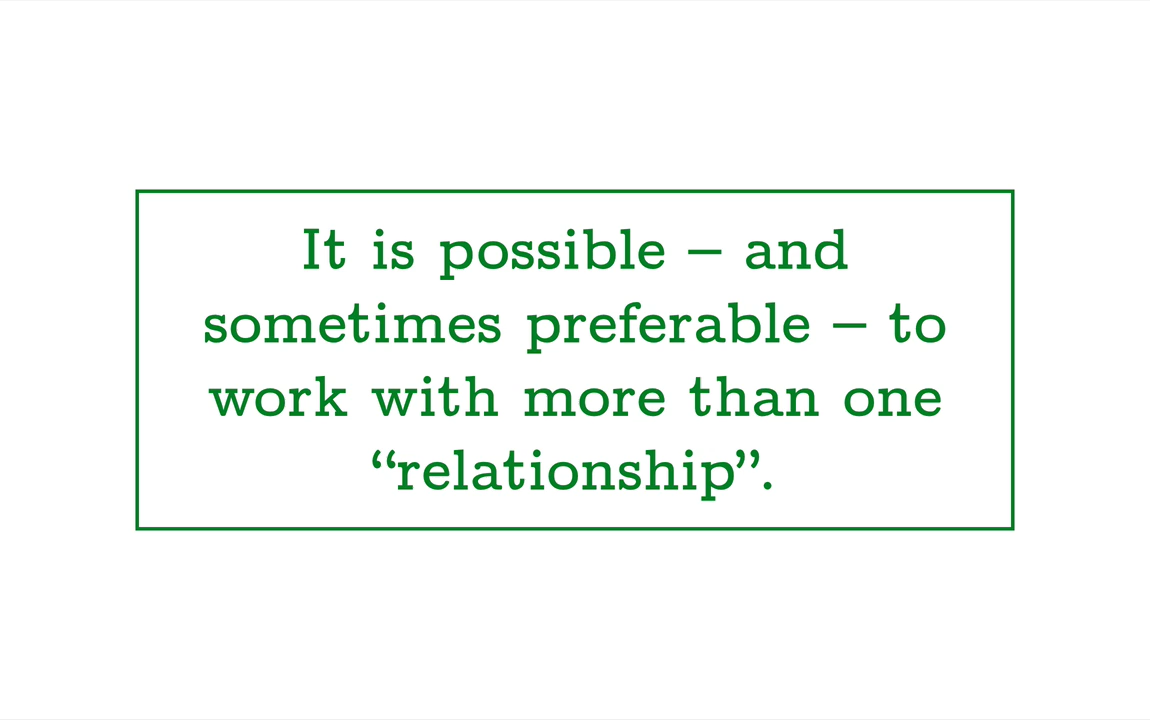 It is possible – and
sometimes preferable – to
work with more than one
“relationship”.